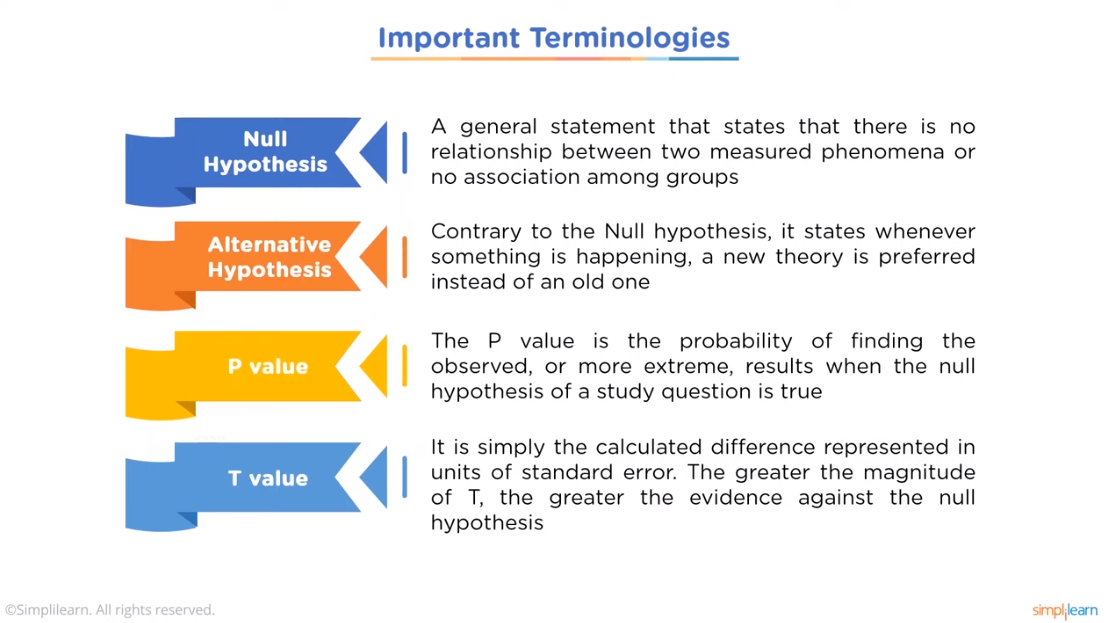 Important Terminologies
Null
Hypothesis
A general statement that states that there is no
relationship between two measured phenomena or
no association among groups
Alternative
Hypothesis
Contrary to the Null hypothesis, it states whenever
something is happening, a new theory is preferred
instead of an old one
P value
The P value is the probability of finding the
observed, or more extreme, results when the null
hypothesis of a study question is true
T value
It is simply the calculated difference represented in
units of standard error. The greater the magnitude
of T, the greater the evidence against the null
hypothesis
©Simplilearn. All rights reserved.
simplilearn